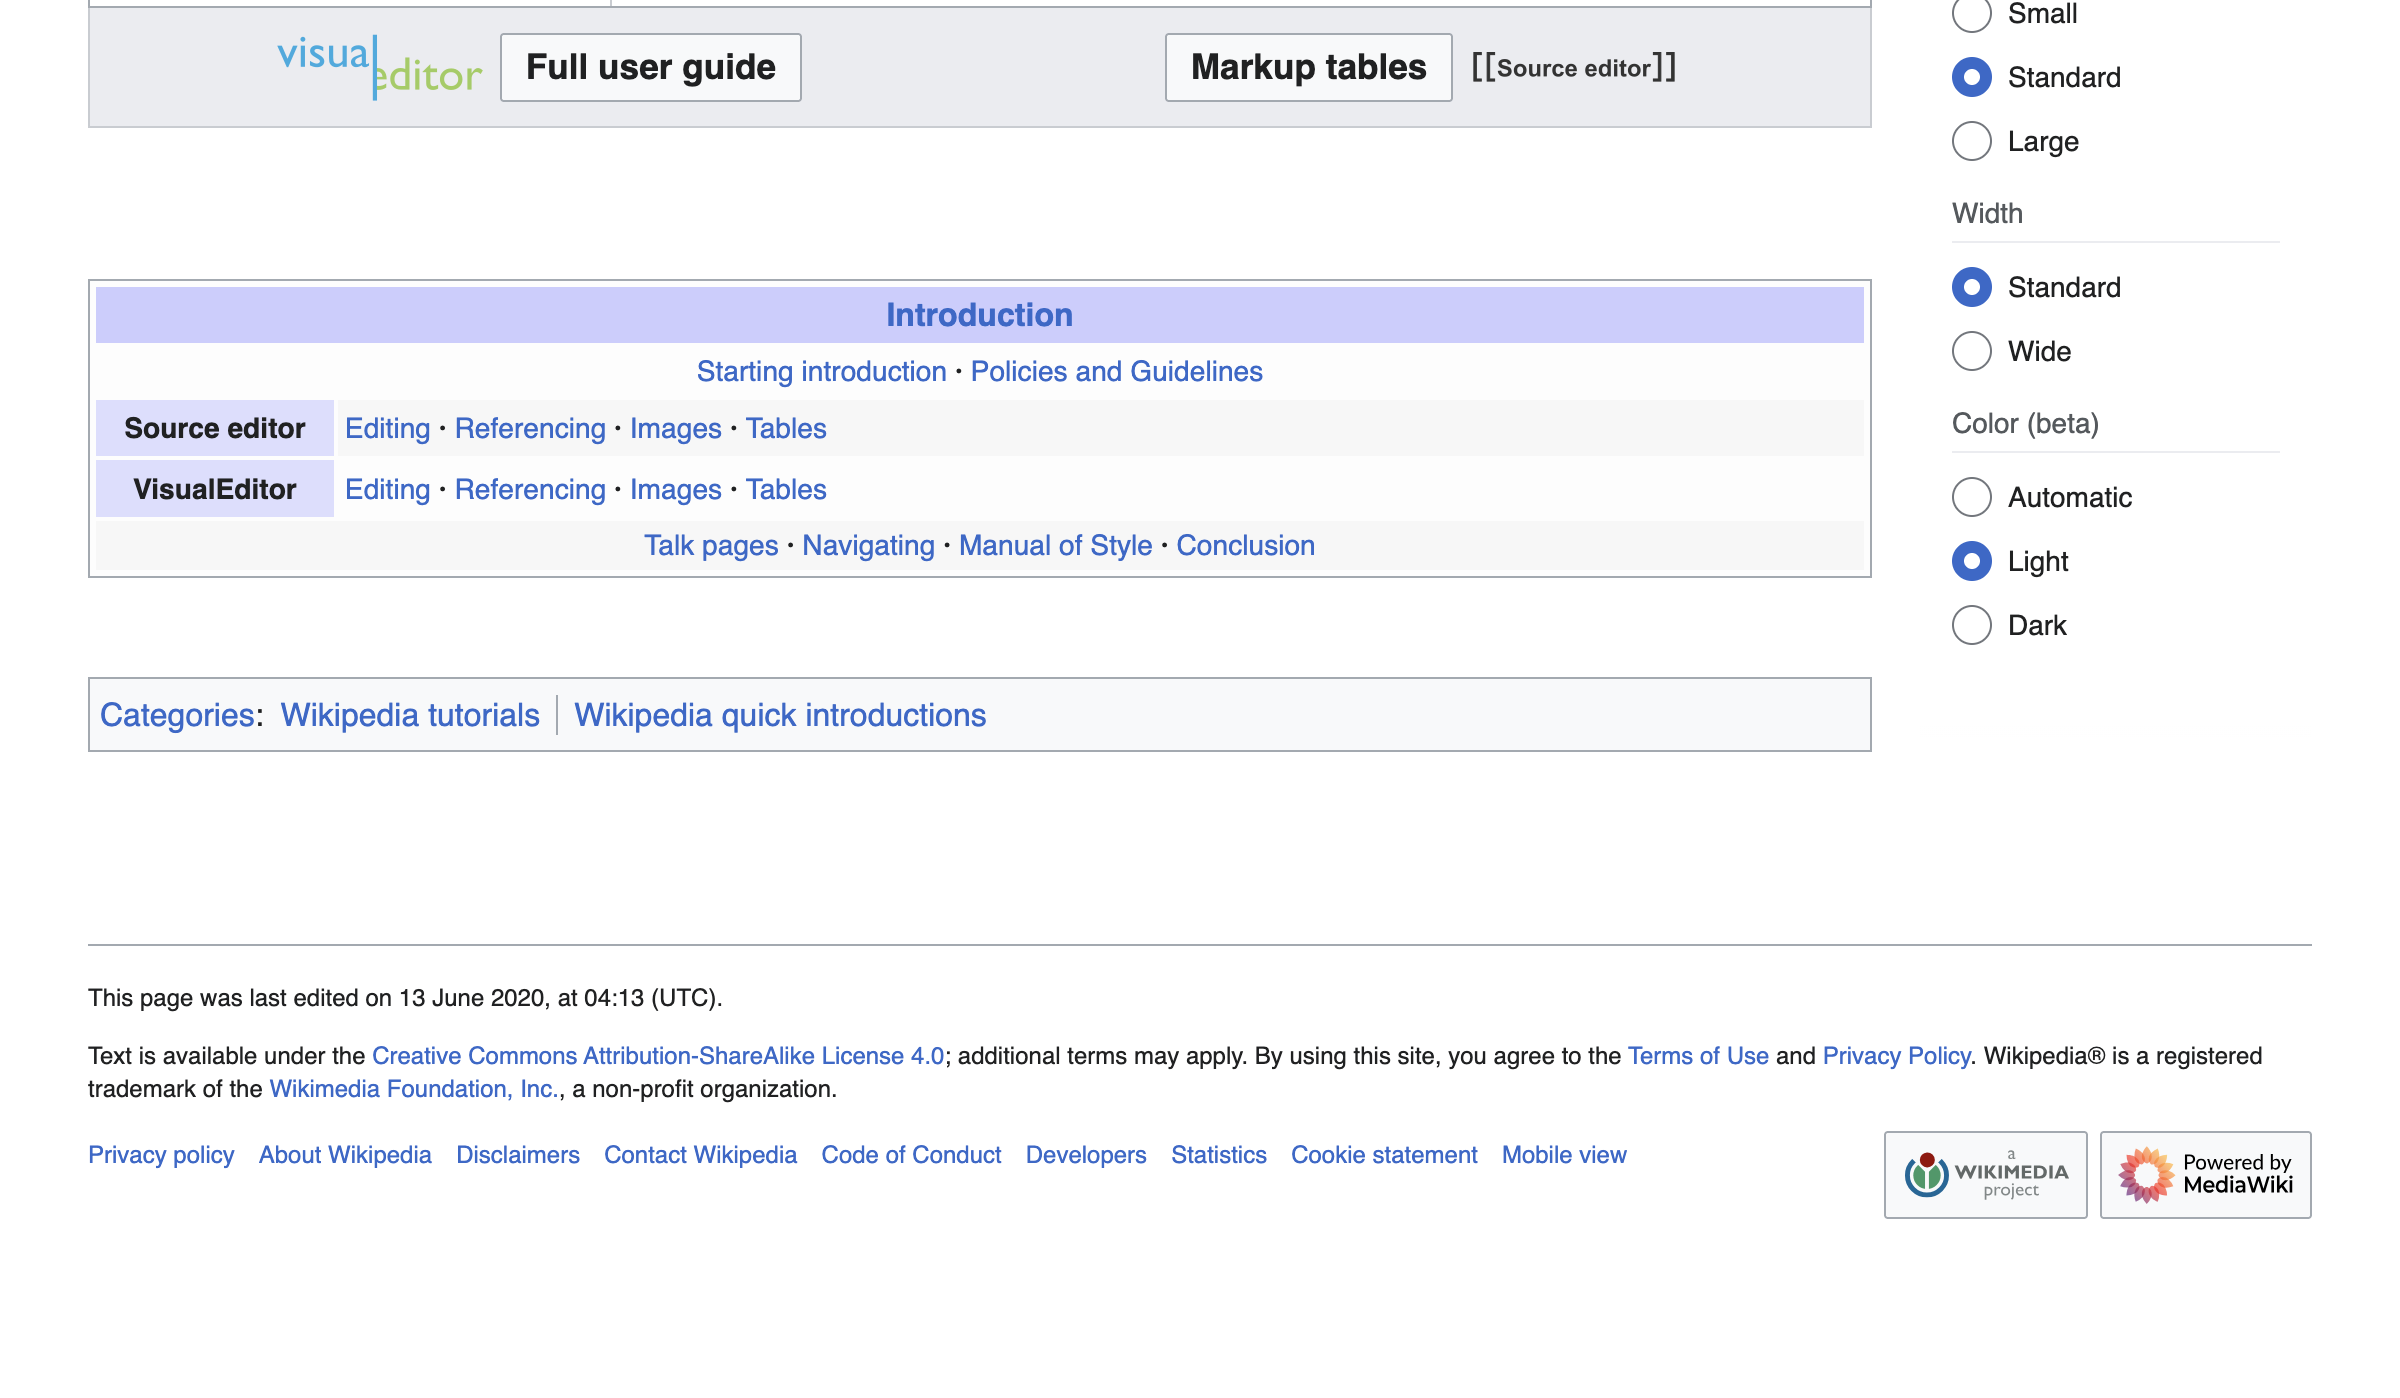 visualeditor Full user guide Markup tables [[Source editor]]
Introduction
Starting introduction · Policies and Guidelines
Source editor Editing · Referencing · Images · Tables
VisualEditor Editing · Referencing · Images · Tables
Talk pages · Navigating · Manual of Style · Conclusion
Categories: Wikipedia tutorials | Wikipedia quick introductions
Small
Standard
Large
Width
Standard
Wide
Color (beta)
Automatic
Light
Dark
This page was last edited on 13 June 2020, at 04:13 (UTC).
Text is available under the Creative Commons Attribution-ShareAlike License 4.0; additional terms may apply. By using this site, you agree to the Terms of Use and Privacy Policy. Wikipedia® is a registered
trademark of the Wikimedia Foundation, Inc., a non-profit organization.
Privacy policy About Wikipedia Disclaimers Contact Wikipedia Code of Conduct Developers Statistics Cookie statement Mobile view
a
WIKIMEDIA
project
Powered by
MediaWiki